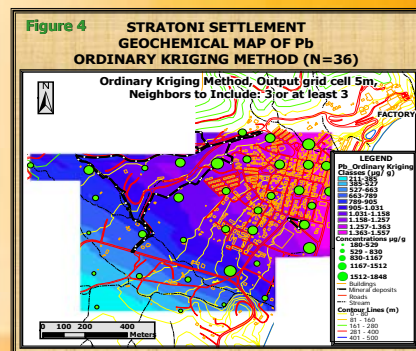 Figure 4
STRATONI SETTLEMENT
GEOCHEMICAL MAP OF Pb
ORDINARY KRIGING METHOD (N=36)
Ordinary Kriging Method, Output grid cell 5m,
Neighbors to Include: 3 or at least 3
N
FACTORY
LEGEND
Pb_Ordinary Kriging
Classes (µg/ g)
211-385
385-527
527-663
663-789
789-905
905-1.031
1.031-1.158
1.158-1.257
1.257-1.363
1.363-1.557
Concentrations µg/g
180-529
529 - 830
830-1167
1167-1512
1512-1848
Buildings
Mineral deposits
Roads
Stream
Contour Lines (m)
0 - 80
81 - 160
161 - 280
281 - 400
401 - 500
0 100 200 400
Meters